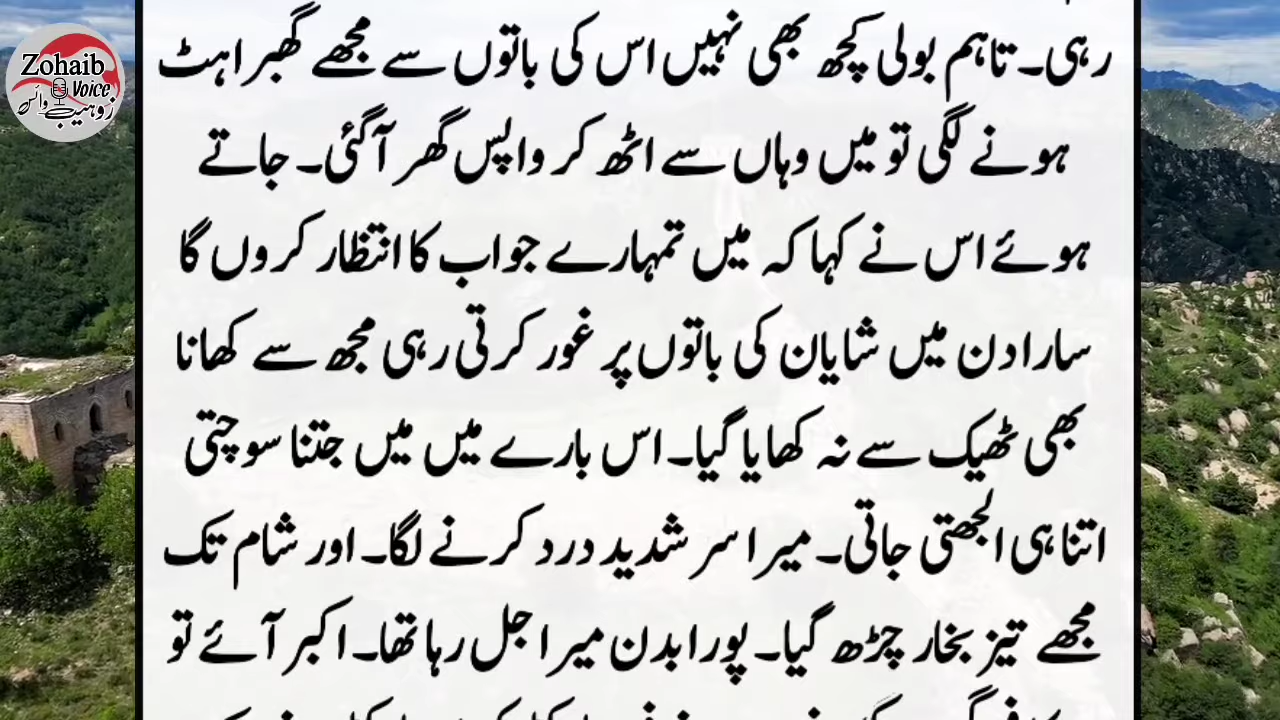 Zohaib
Voice
زوہیب وائس
رہی۔ تاہم بولی کچھ بھی نہیں اس کی باتوں سے مجھے گھبراہٹ
ہونے لگی تو میں وہاں سے اٹھ کر واپس گھر آگئی۔ جاتے
ہوئے اس نے کہا کہ میں تمہارے جواب کا انتظار کروں گا
سارا دن میں شایان کی باتوں پر غور کرتی رہی مجھ سے کھانا
بھی ٹھیک سے نہ کھایا گیا۔ اس بارے میں میں جتنا سوچتی
اتنا ہی الجھتی جاتی۔ میرا سر شدید درد کرنے لگا۔ اور شام تک
مجھے تیز بخار چڑھ گیا۔ پورا بدن میرا جل رہا تھا۔ اکبر آئے تو